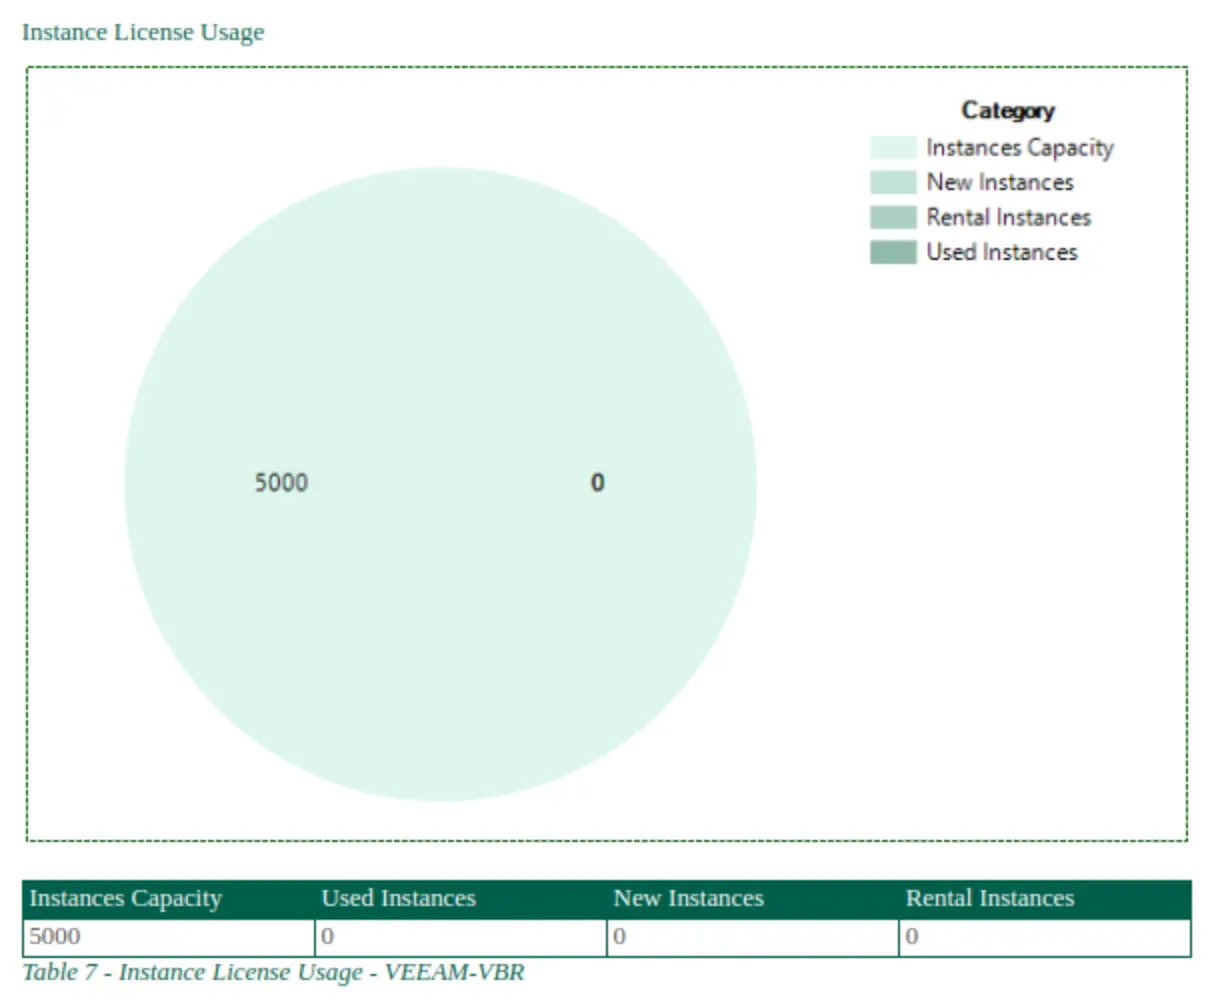 Instance License Usage
Category
Instances Capacity
New Instances
Rental Instances
Used Instances
5000 0
Instances Capacity Used Instances New Instances Rental Instances
5000 0 0 0
Table 7 - Instance License Usage - VEEAM-VBR